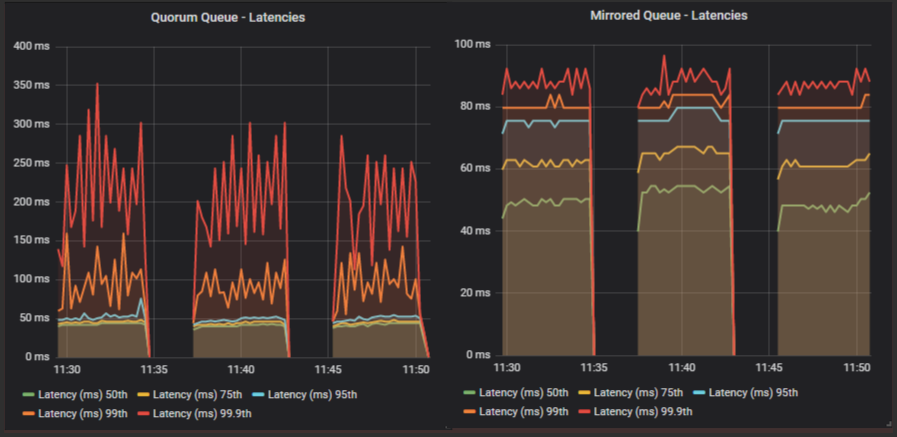 Quorum Queue - Latencies
400 ms
350 ms
300 ms
250 ms
200 ms
150 ms
100 ms
50 ms
0 ms
11:30 11:35 11:40 11:45 11:50
Latency (ms) 50th Latency (ms) 75th Latency (ms) 95th
Latency (ms) 99th Latency (ms) 99.9th
Mirrored Queue - Latencies
100 ms
80 ms
60 ms
40 ms
20 ms
0 ms
11:30 11:35 11:40 11:45 11:50
Latency (ms) 50th Latency (ms) 75th Latency (ms) 95th
Latency (ms) 99th Latency (ms) 99.9th